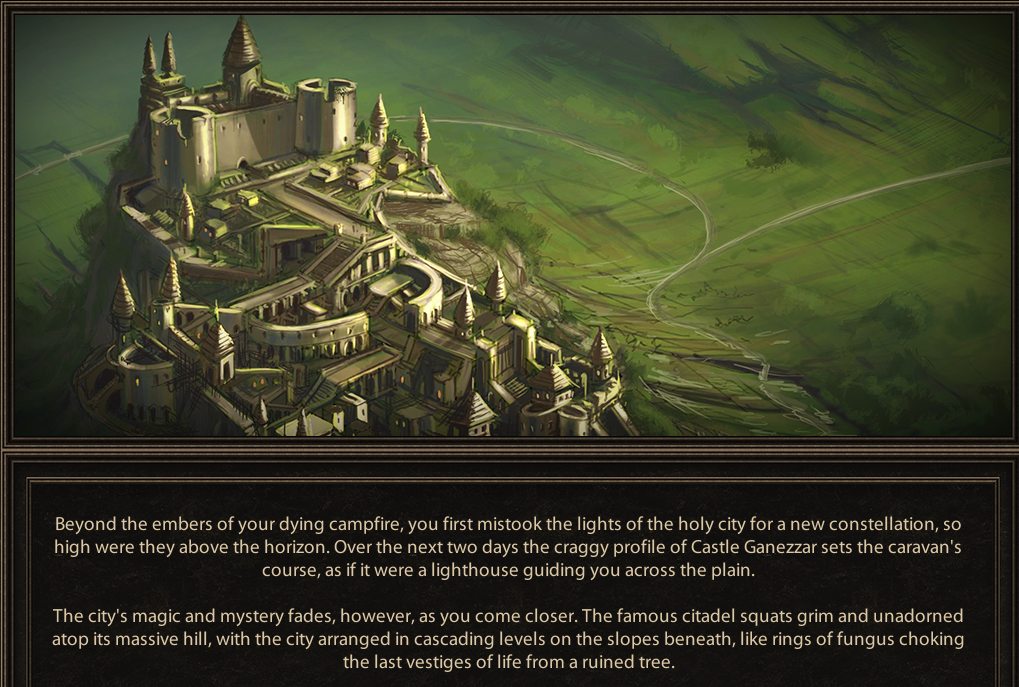 Beyond the embers of your dying campfire, you first mistook the lights of the holy city for a new constellation, so
high were they above the horizon. Over the next two days the craggy profile of Castle Ganezzar sets the caravan's
course, as if it were a lighthouse guiding you across the plain.
The city's magic and mystery fades, however, as you come closer. The famous citadel squats grim and unadorned
atop its massive hill, with the city arranged in cascading levels on the slopes beneath, like rings of fungus choking
the last vestiges of life from a ruined tree.